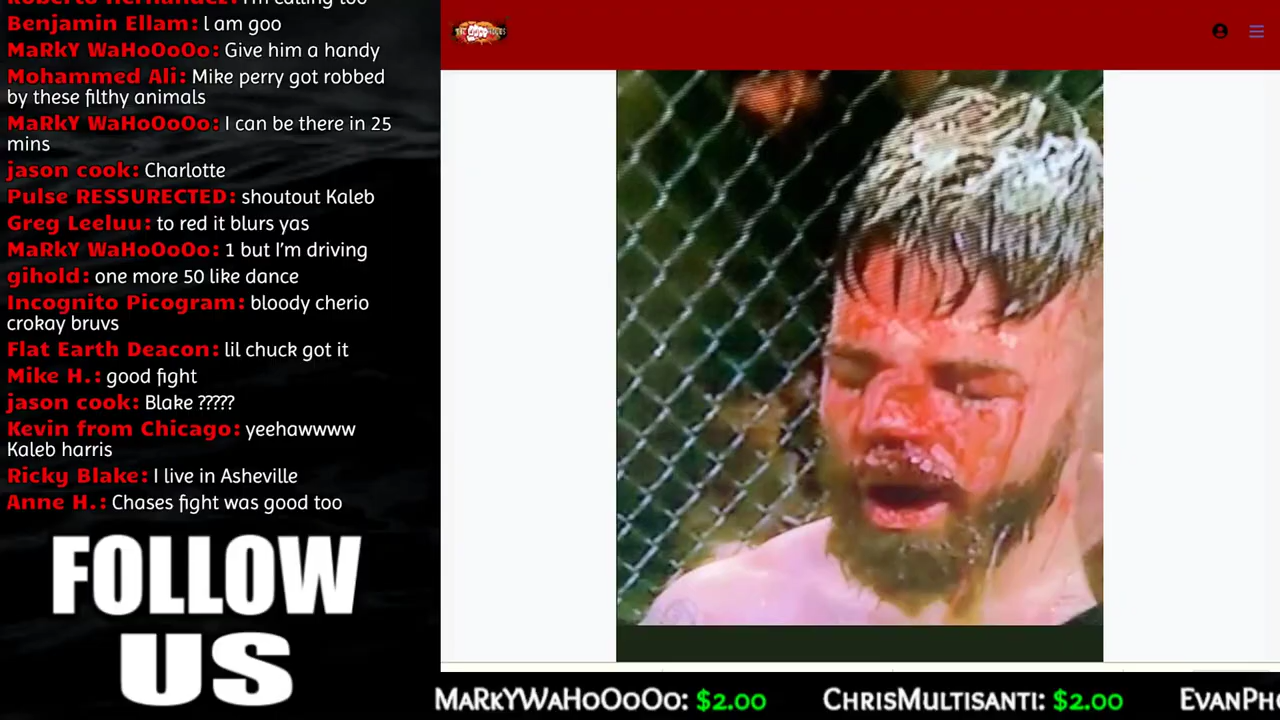 Benjamin Ellam: I am goo
MaRkY WaHoOoOo: Give him a handy
Mohammed Ali: Mike perry got robbed
by these filthy animals
MaRkY WaHoOoOo: I can be there in 25
mins
jason cook: Charlotte
Pulse RESSURECTED: shoutout Kaleb
Greg Leeluu: to red it blurs yas
MaRkY WaHoOoOo: 1 but I'm driving
gihold: one more 50 like dance
Incognito Picogram: bloody cherio
crokay bruvs
Flat Earth Deacon: lil chuck got it
Mike H.: good fight
jason cook: Blake ?????
Kevin from Chicago: yeehawwww
Kaleb harris
Ricky Blake: I live in Asheville
Anne H.: Chases fight was good too
FOLLOW
US
MaRkYWaHoOoOo: $2.00 ChrisMultisanti: $2.00 EvanPh